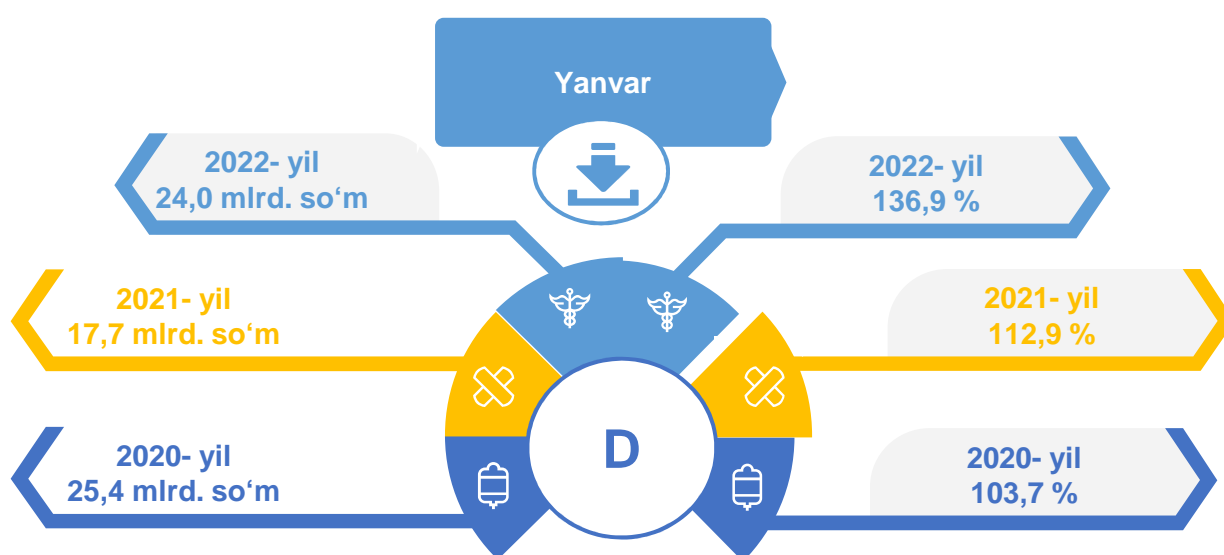 Yanvar
2022- yil
24,0 mlrd. so‘m
2022- yil
136,9 %
2021- yil
17,7 mlrd. so‘m
2021- yil
112,9 %
2020- yil
25,4 mlrd. so‘m
D
2020- yil
103,7 %